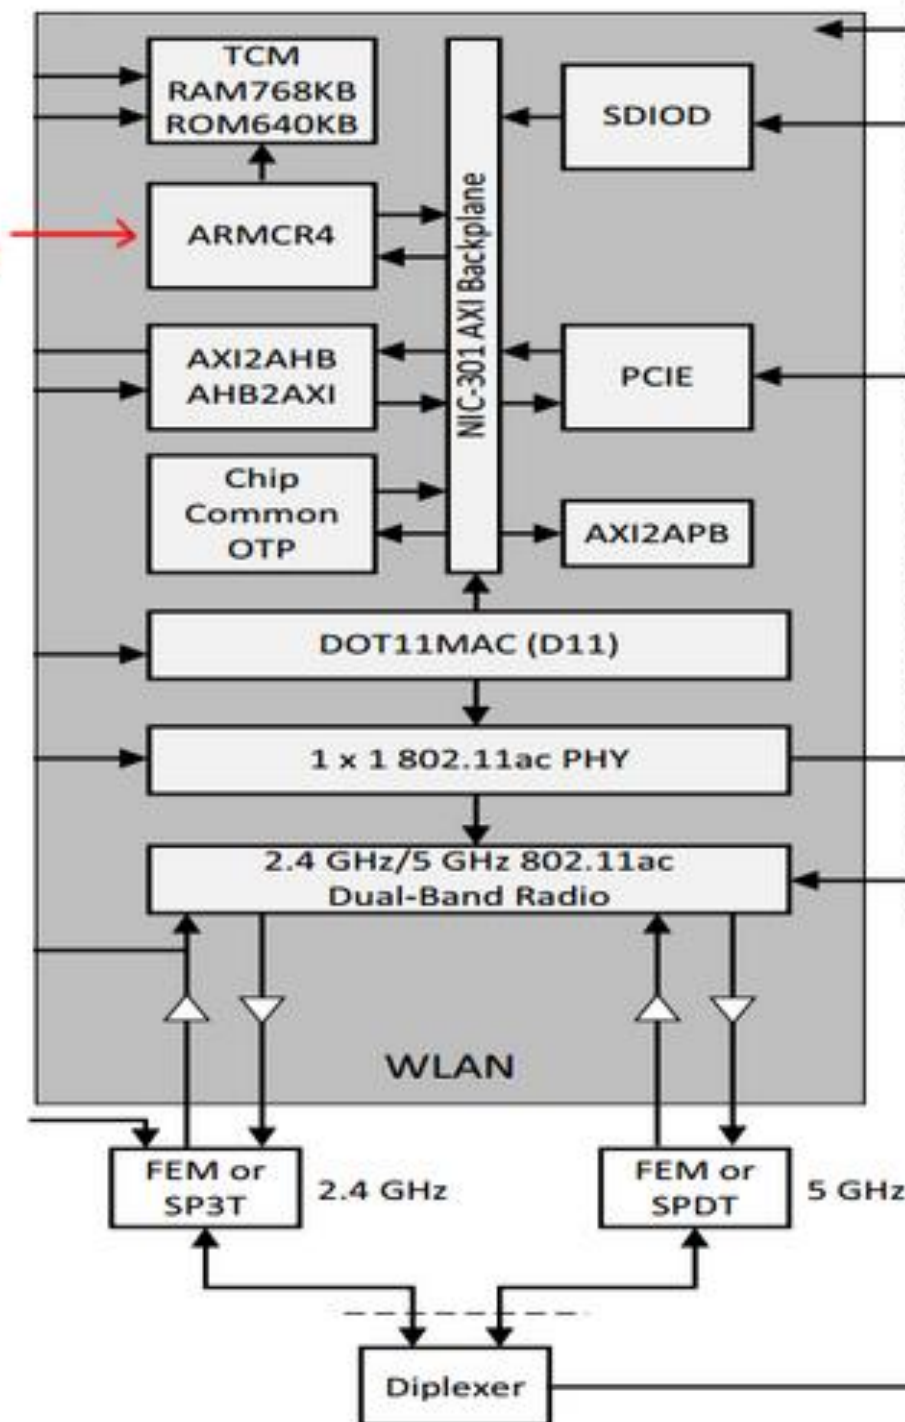 TCM
RAM768KB
ROM640KB
SDIOD
ARMCR4
NIC-301 AXI Backplane
AXI2AHB
AHB2AXI
PCIE
Chip
Common
OTP
AXI2APB
DOT11MAC (D11)
1 x 1 802.11ac PHY
2.4 GHz/5 GHz 802.11ac
Dual-Band Radio
WLAN
FEM or
SP3T
2.4 GHz
FEM or
SPDT
5 GHz
Diplexer